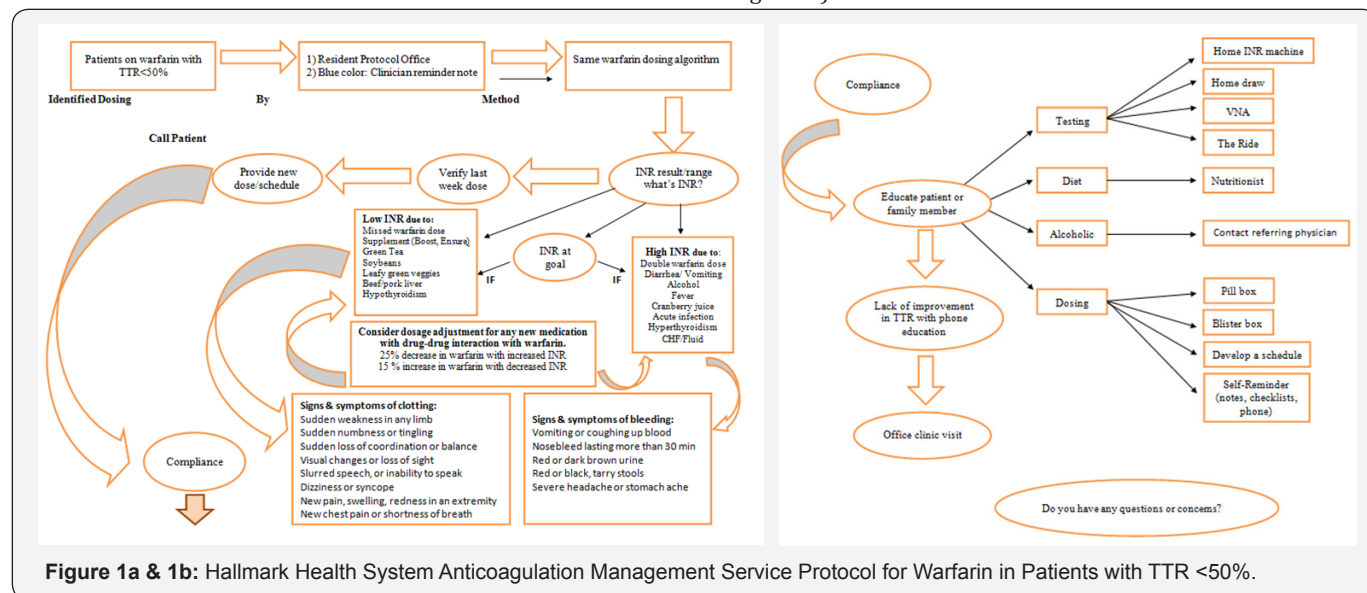 Patients on warfarin with
TTR<50%
1) Resident Protocol Office
2) Blue color: Clinician reminder note
Same warfarin dosing algorithm
Identified Dosing
By
Method
Call Patient
Provide new
dose/schedule
Verify last
week dose
INR result/range
what's INR?
Low INR due to:
Missed warfarin dose
Supplement (Boost, Ensure)
Green Tea
Soybeans
Leafy green veggies
Beef/pork liver
Hypothyroidism
INR at
goal
IF
IF
High INR due to:
Double warfarin dose
Diarrhea/ Vomiting
Alcohol
Fever
Cranberry juice
Acute infection
Hyperthyroidism
CHF/Fluid
Consider dosage adjustment for any new medication
with drug-drug interaction with warfarin.
25% decrease in warfarin with increased INR
15 % increase in warfarin with decreased INR
Signs & symptoms of clotting:
Sudden weakness in any limb
Sudden numbness or tingling
Sudden loss of coordination or balance
Visual changes or loss of sight
Slurred speech, or inability to speak
Dizziness or syncope
New pain, swelling, redness in an extremity
New chest pain or shortness of breath
Signs & symptoms of bleeding:
Vomiting or coughing up blood
Nosebleed lasting more than 30 min
Red or dark brown urine
Red or black, tarry stools
Severe headache or stomach ache
Compliance
Compliance
Educate patient or
family member
Lack of improvement
in TTR with phone
education
Office clinic visit
Testing
Home INR machine
Home draw
VNA
The Ride
Diet
Nutritionist
Alcoholic
Contact referring physician
Dosing
Pill box
Blister box
Develop a schedule
Self-Reminder
(notes, checklists,
phone)
Do you have any questions or concerns?
Figure 1a & 1b: Hallmark Health System Anticoagulation Management Service Protocol for Warfarin in Patients with TTR <50%.